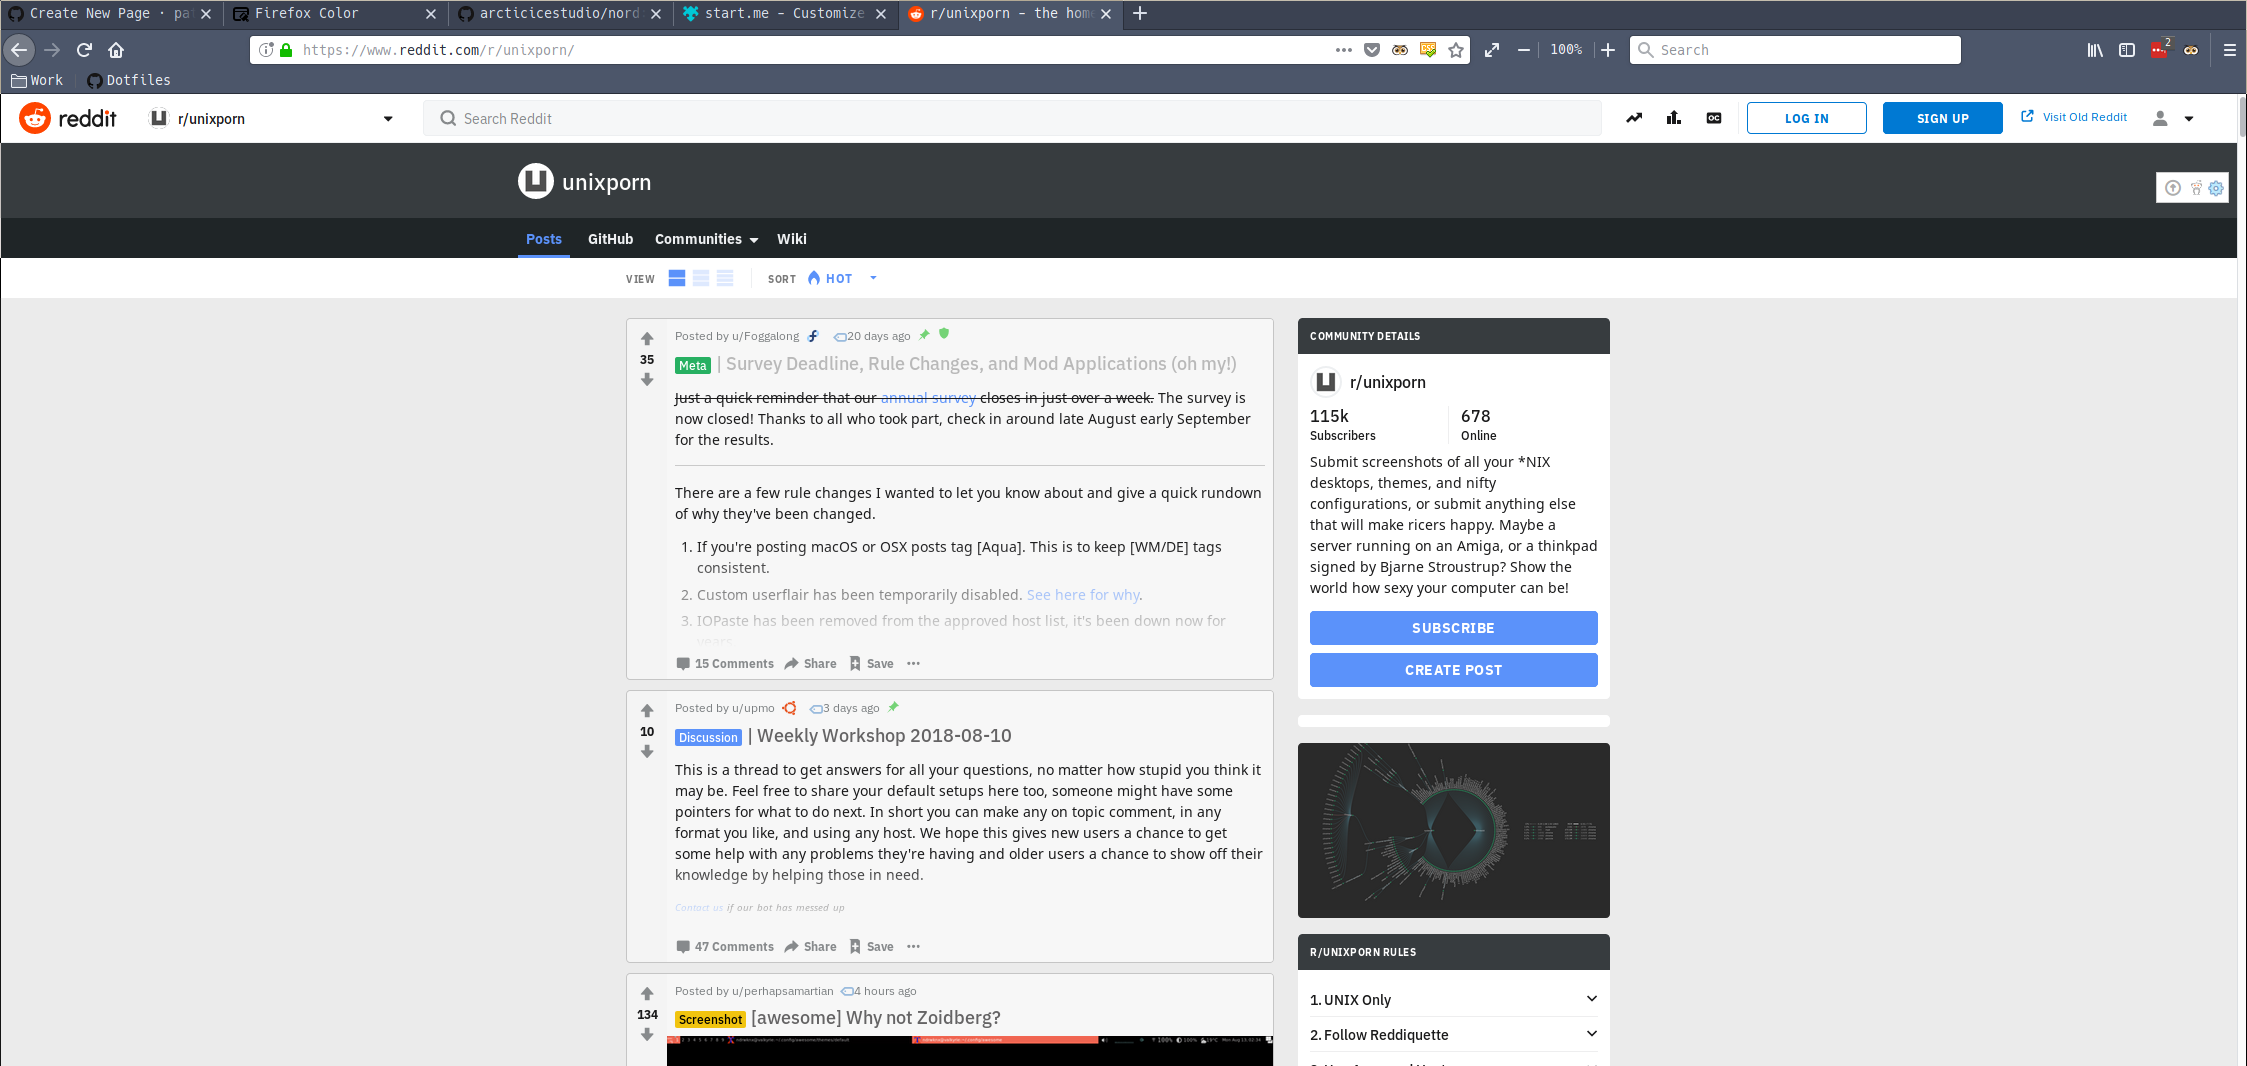 Create New Page · pa
Firefox Color
arcticicestudio/nord
start.me – Customize
r/unixporn - the hom
https://www.reddit.com/r/unixporn/
100%
Search
2
Work
Dotfiles
reddit
r/unixporn
Search Reddit
OC
LOG IN
SIGN UP
Visit Old Reddit
unixporn
Posts
GitHub
Communities
Wiki
VIEW
SORT
HOT
Posted by u/Foggalong
20 days ago
35
Meta | Survey Deadline, Rule Changes, and Mod Applications (oh my!)
Just a quick reminder that our annual survey closes in just over a week. The survey is
now closed! Thanks to all who took part, check in around late August early September
for the results.
There are a few rule changes I wanted to let you know about and give a quick rundown
of why they've been changed.
1. If you're posting macOS or OSX posts tag [Aqua]. This is to keep [WM/DE] tags
consistent.
2. Custom userflair has been temporarily disabled. See here for why.
3. IOPaste has been removed from the approved host list, it's been down now for
years
15 Comments
Share
Save
Posted by u/upmo
3 days ago
10
Discussion | Weekly Workshop 2018-08-10
This is a thread to get answers for all your questions, no matter how stupid you think it
may be. Feel free to share your default setups here too, someone might have some
pointers for what to do next. In short you can make any on topic comment, in any
format you like, and using any host. We hope this gives new users a chance to get
some help with any problems they're having and older users a chance to show off their
knowledge by helping those in need.
Contact us if our bot has messed up
47 Comments
Share
Save
Posted by u/perhapsamartian
4 hours ago
134
Screenshot [awesome] Why not Zoidberg?
COMMUNITY DETAILS
r/unixporn
115k
Subscribers
678
Online
Submit screenshots of all your *NIX
desktops, themes, and nifty
configurations, or submit anything else
that will make ricers happy. Maybe a
server running on an Amiga, or a thinkpad
signed by Bjarne Stroustrup? Show the
world how sexy your computer can be!
SUBSCRIBE
CREATE POST
R/UNIXPORN RULES
1. UNIX Only
2. Follow Reddiquette